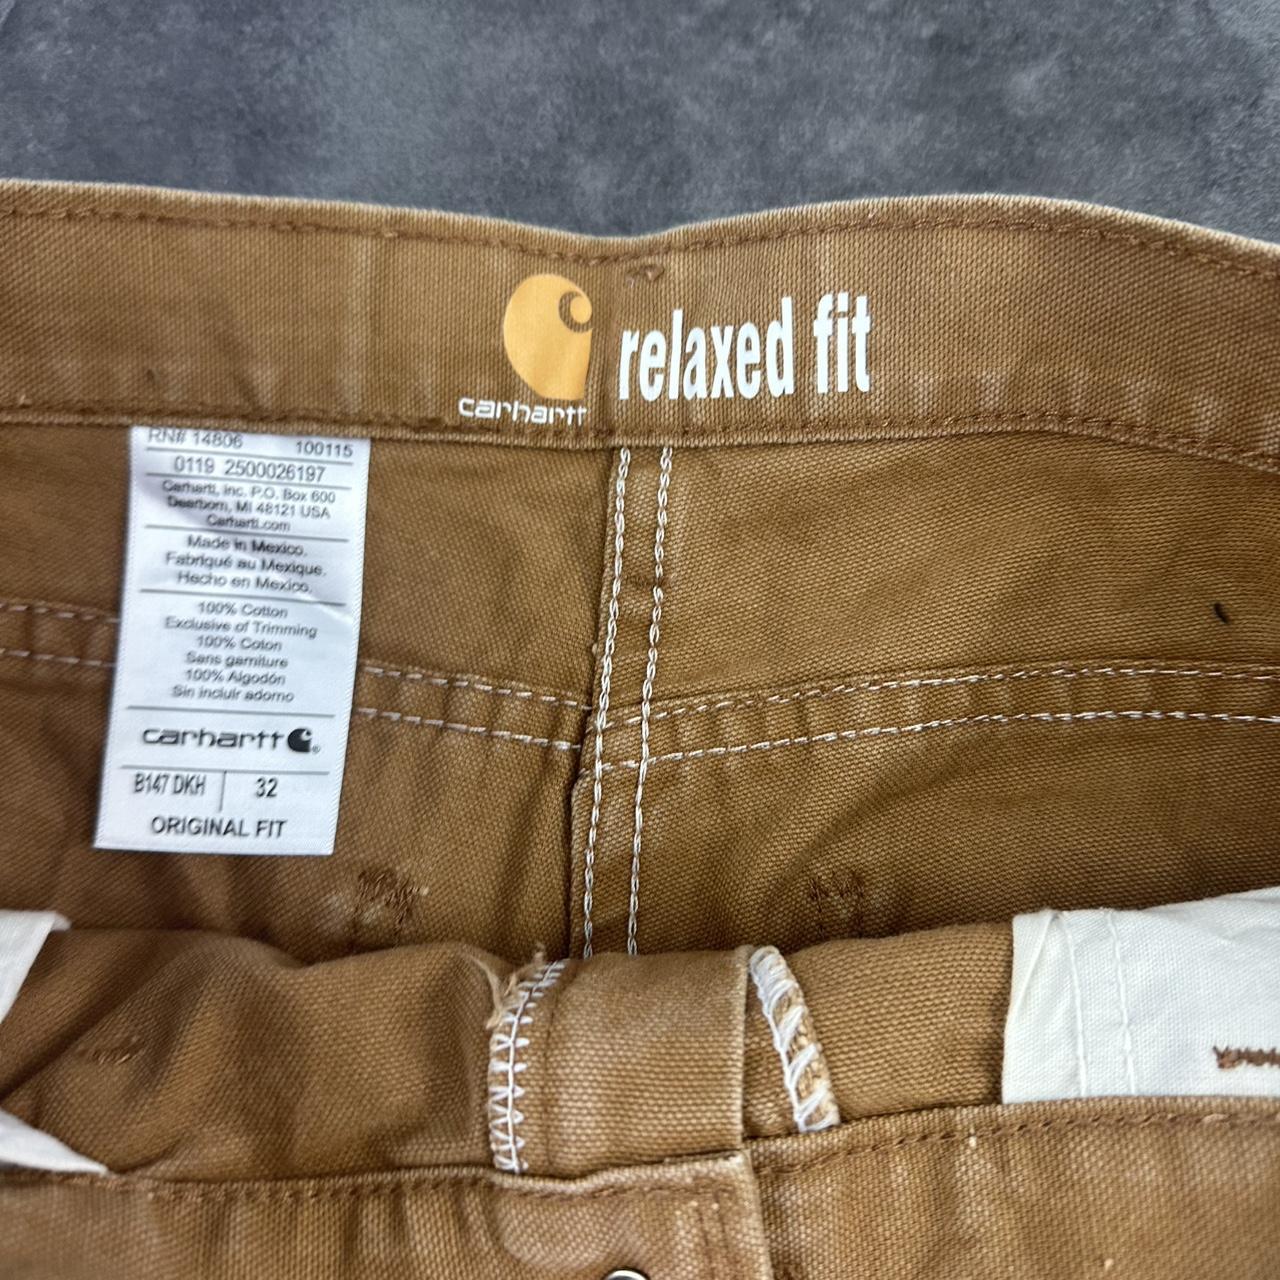 carhartt
relaxed fit
RN# 14806 100115
0119 2500026197
Carhartt, Inc. P.O. Box 600
Dearborn, MI 48121 USA
Carhartt.com
Made in Mexico.
Fabriqué au Mexique.
Hecho en Mexico.
100% Cotton
Exclusive of Trimming
100% Coton
Sans garniture
100% Algodón
Sin incluir adorno
carhartt ®
B147 DKH 32
ORIGINAL FIT